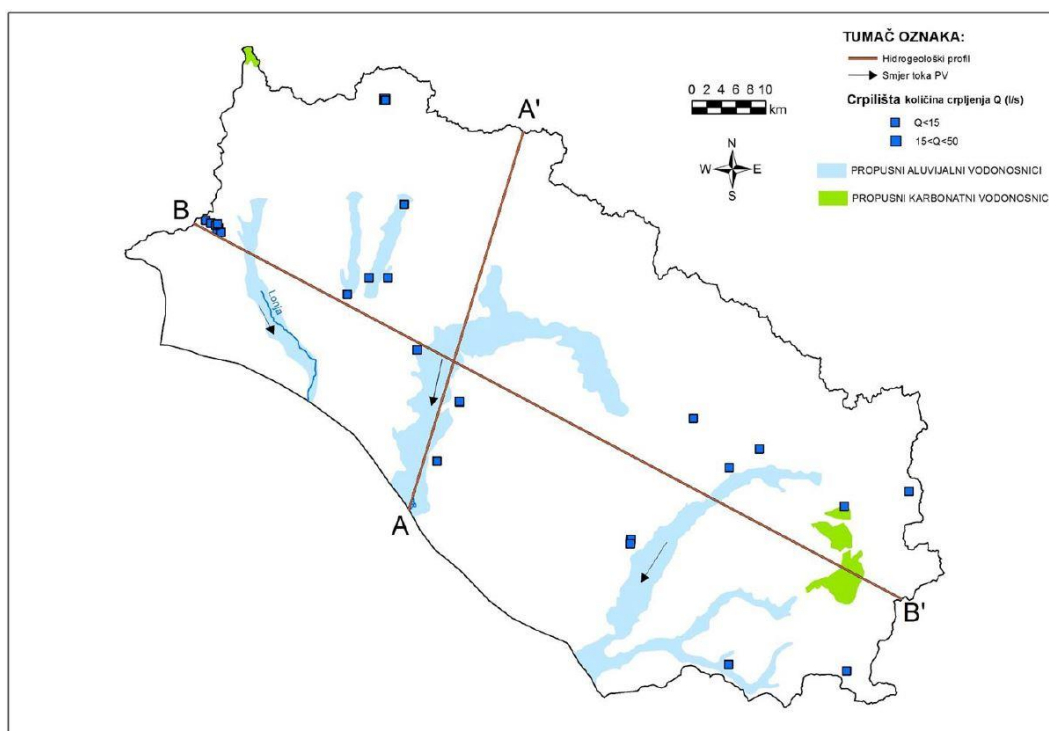 TUMAČ OZNAKA:
Hidrogeološki profil
Smjer toka PV
Crpilišta količina crpljenja Q (l/s)
Q<15
15<Q<50
PROPUSNI ALUVIJALNI VODONOSNICI
PROPUSNI KARBONATNI VODONOSNIC
0 2 4 6 8 10
km
N
W E
S
A'
B
Lonja
A
B'